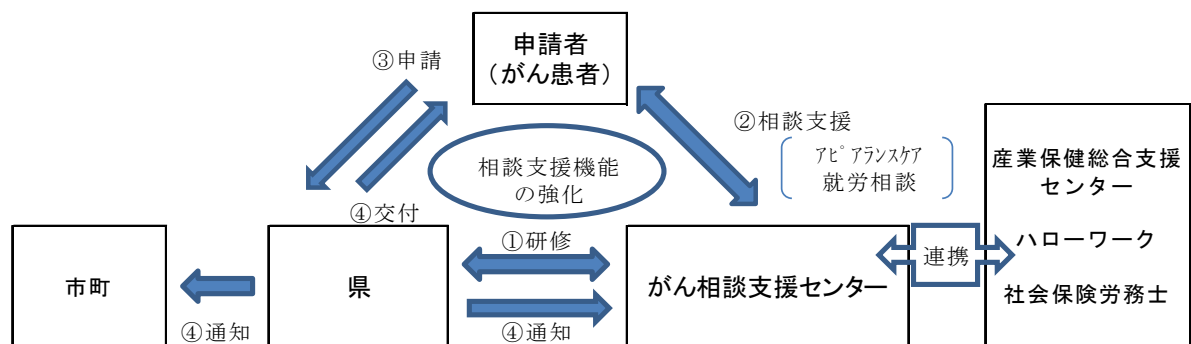 申請者
（がん患者）
③申請
②相談支援
ｱﾋﾟｱﾗﾝｽｹｱ
就労相談
相談支援機能
の強化
④交付
①研修
市町
県
がん相談支援センター
連携
産業保健総合支援
センター
ハローワーク
社会保険労務士
④通知
④通知